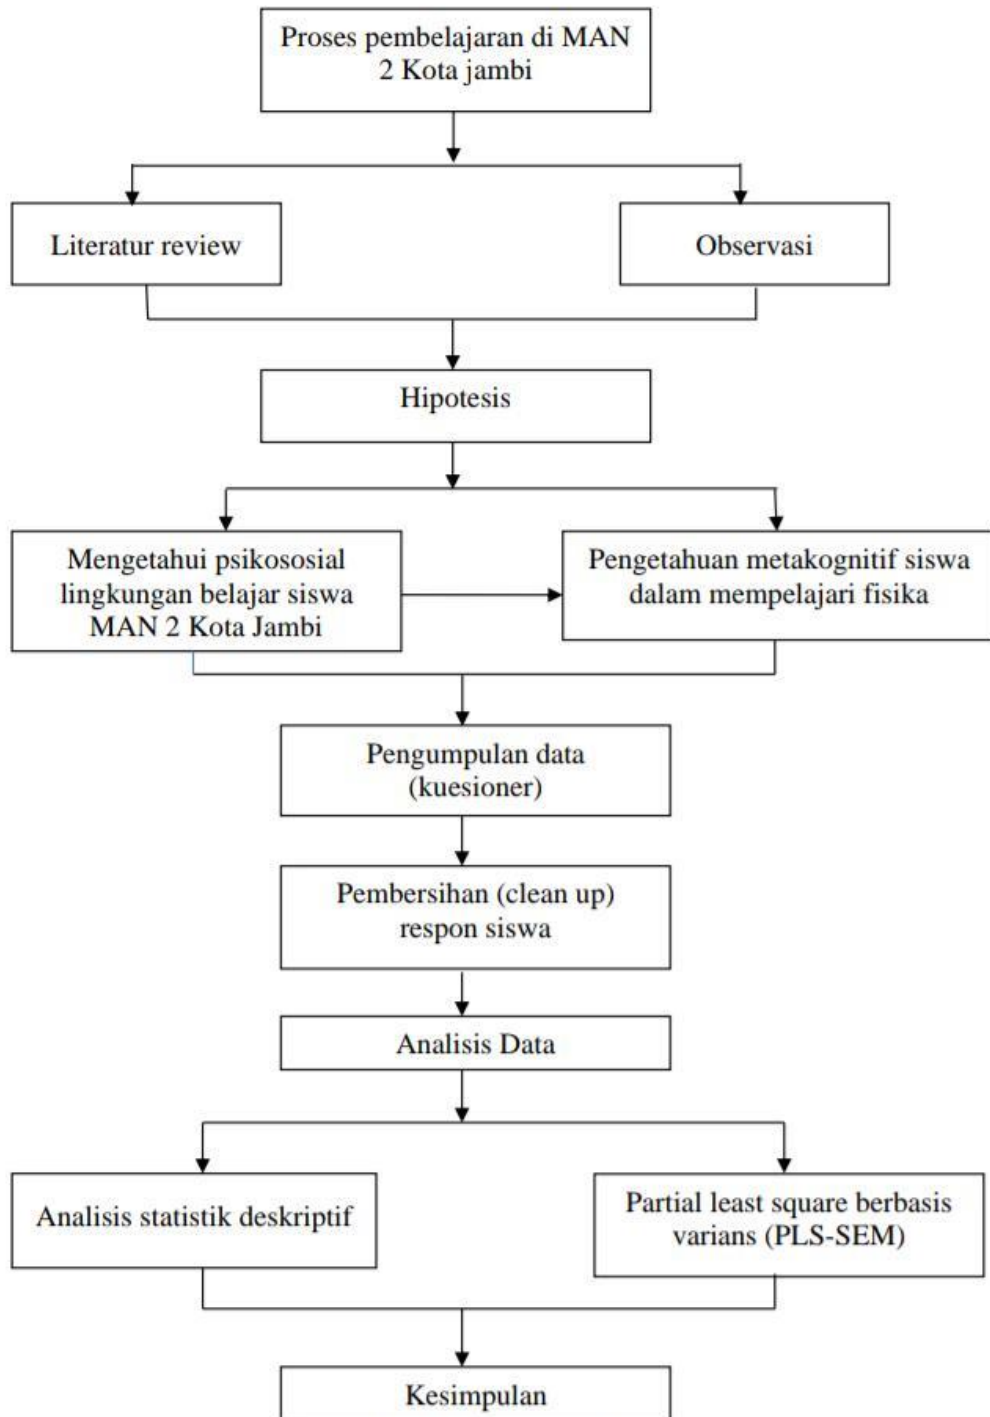 Proses pembelajaran di MAN
2 Kota jambi
Literatur review
Observasi
Hipotesis
Mengetahui psikososial
lingkungan belajar siswa
MAN 2 Kota Jambi
Pengetahuan metakognitif siswa
dalam mempelajari fisika
Pengumpulan data
(kuesioner)
Pembersihan (clean up)
respon siswa
Analisis Data
Analisis statistik deskriptif
Partial least square berbasis
varians (PLS-SEM)
Kesimpulan